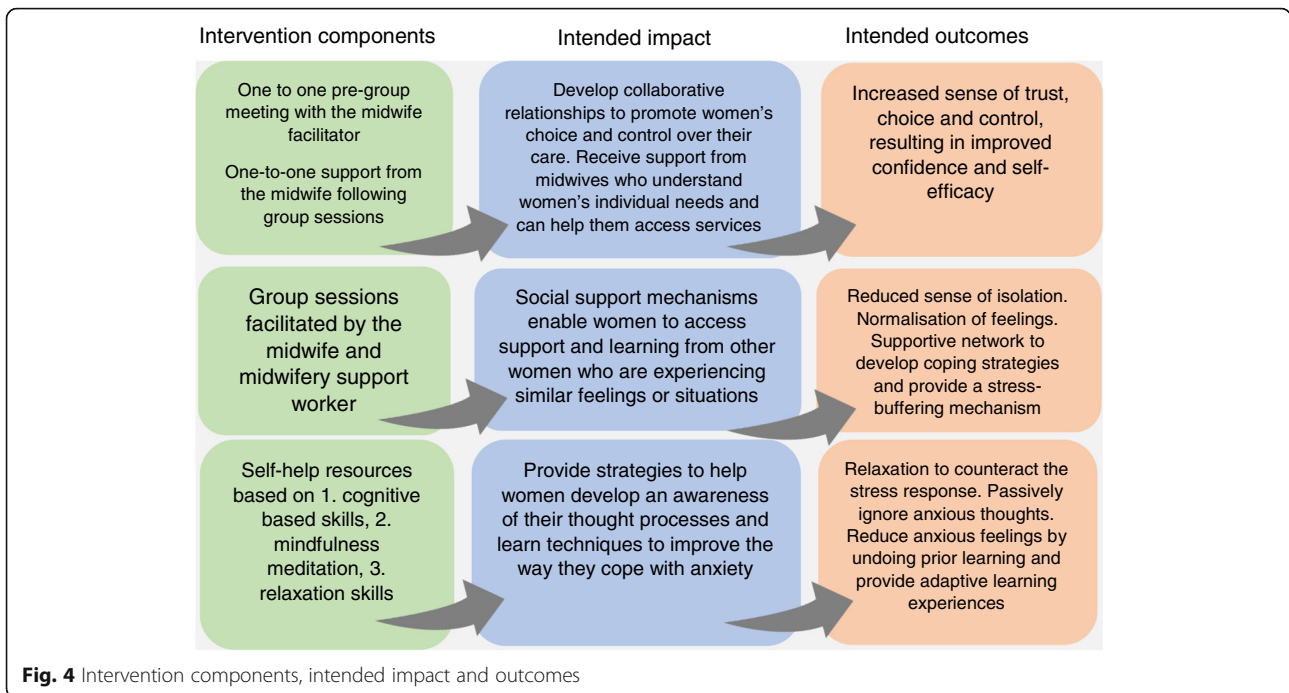 Intervention components
Intended impact
Intended outcomes
One to one pre-group
meeting with the midwife
facilitator
One-to-one support from
the midwife following
group sessions
Develop collaborative
relationships to promote women's
choice and control over their
care. Receive support from
midwives who understand
women's individual needs and
can help them access services
Increased sense of trust,
choice and control,
resulting in improved
confidence and self-
efficacy
Group sessions
facilitated by the
midwife and
midwifery support
worker
Social support mechanisms
enable women to access
support and learning from other
women who are experiencing
similar feelings or situations
Reduced sense of isolation.
Normalisation of feelings.
Supportive network to
develop coping strategies
and provide a stress-
buffering mechanism
Self-help resources
based on 1. cognitive
based skills, 2.
mindfulness
meditation, 3.
relaxation skills
Provide strategies to help
women develop an awareness
of their thought processes and
learn techniques to improve the
way they cope with anxiety
Relaxation to counteract the
stress response. Passively
ignore anxious thoughts.
Reduce anxious feelings by
undoing prior learning and
provide adaptive learning
experiences
Fig. 4 Intervention components, intended impact and outcomes